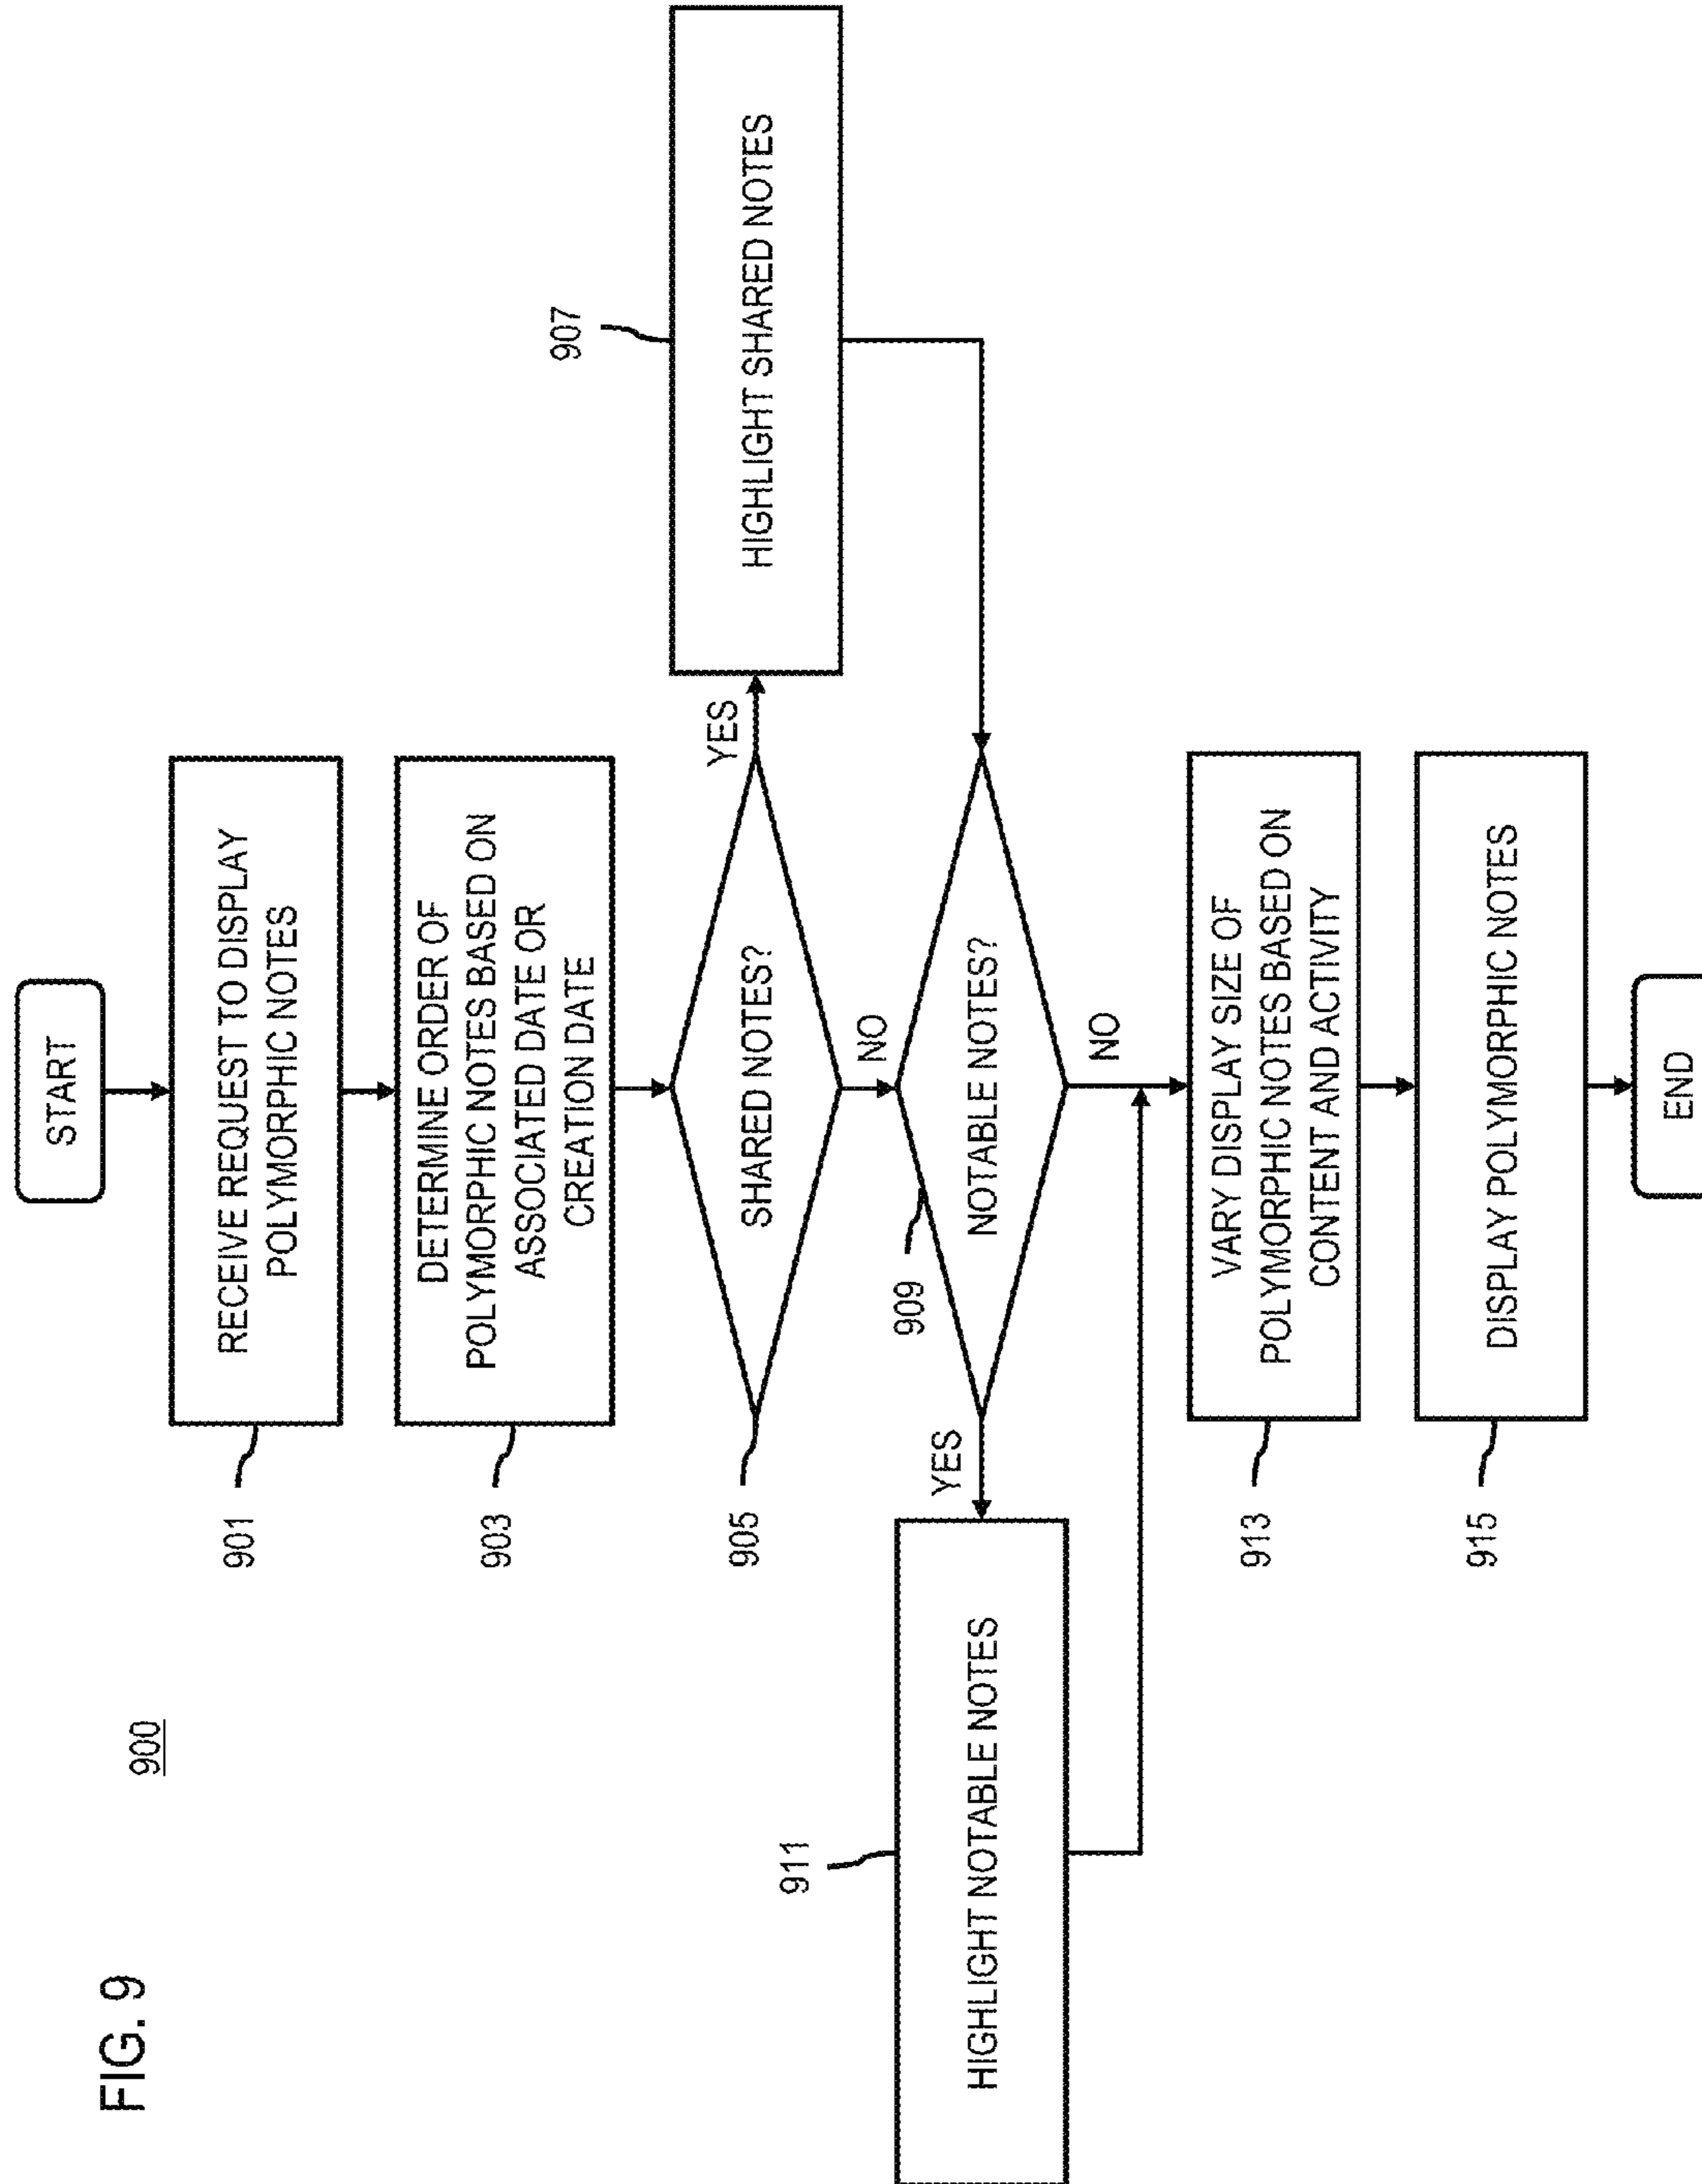 FIG. 9
900
START
901
RECEIVE REQUEST TO DISPLAY
POLYMORPHIC NOTES
903
DETERMINE ORDER OF
POLYMORPHIC NOTES BASED ON
ASSOCIATED DATE OR
CREATION DATE
905
SHARED NOTES?
YES
907
HIGHLIGHT SHARED NOTES
NO
909
NOTABLE NOTES?
YES
911
HIGHLIGHT NOTABLE NOTES
NO
913
VARY DISPLAY SIZE OF
POLYMORPHIC NOTES BASED ON
CONTENT AND ACTIVITY
915
DISPLAY POLYMORPHIC NOTES
END